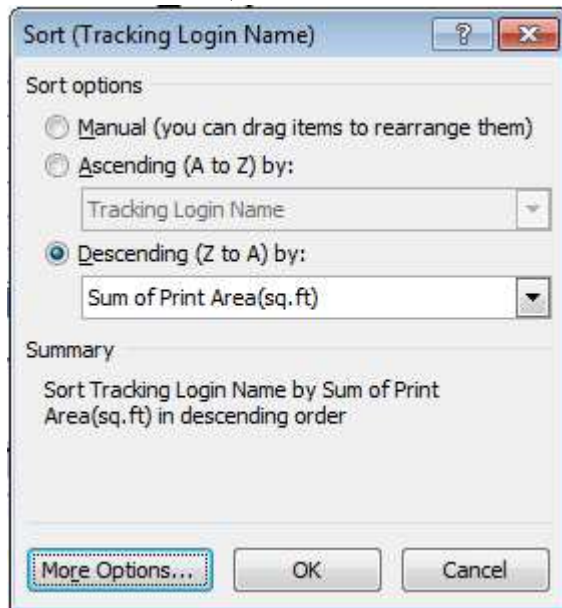 Sort (Tracking Login Name)
?
Sort options
Manual (you can drag items to rearrange them)
Ascending (A to Z) by:
Tracking Login Name
Descending (Z to A) by:
Sum of Print Area(sq.ft)
Summary
Sort Tracking Login Name by Sum of Print
Area(sq.ft) in descending order
More Options... OK Cancel